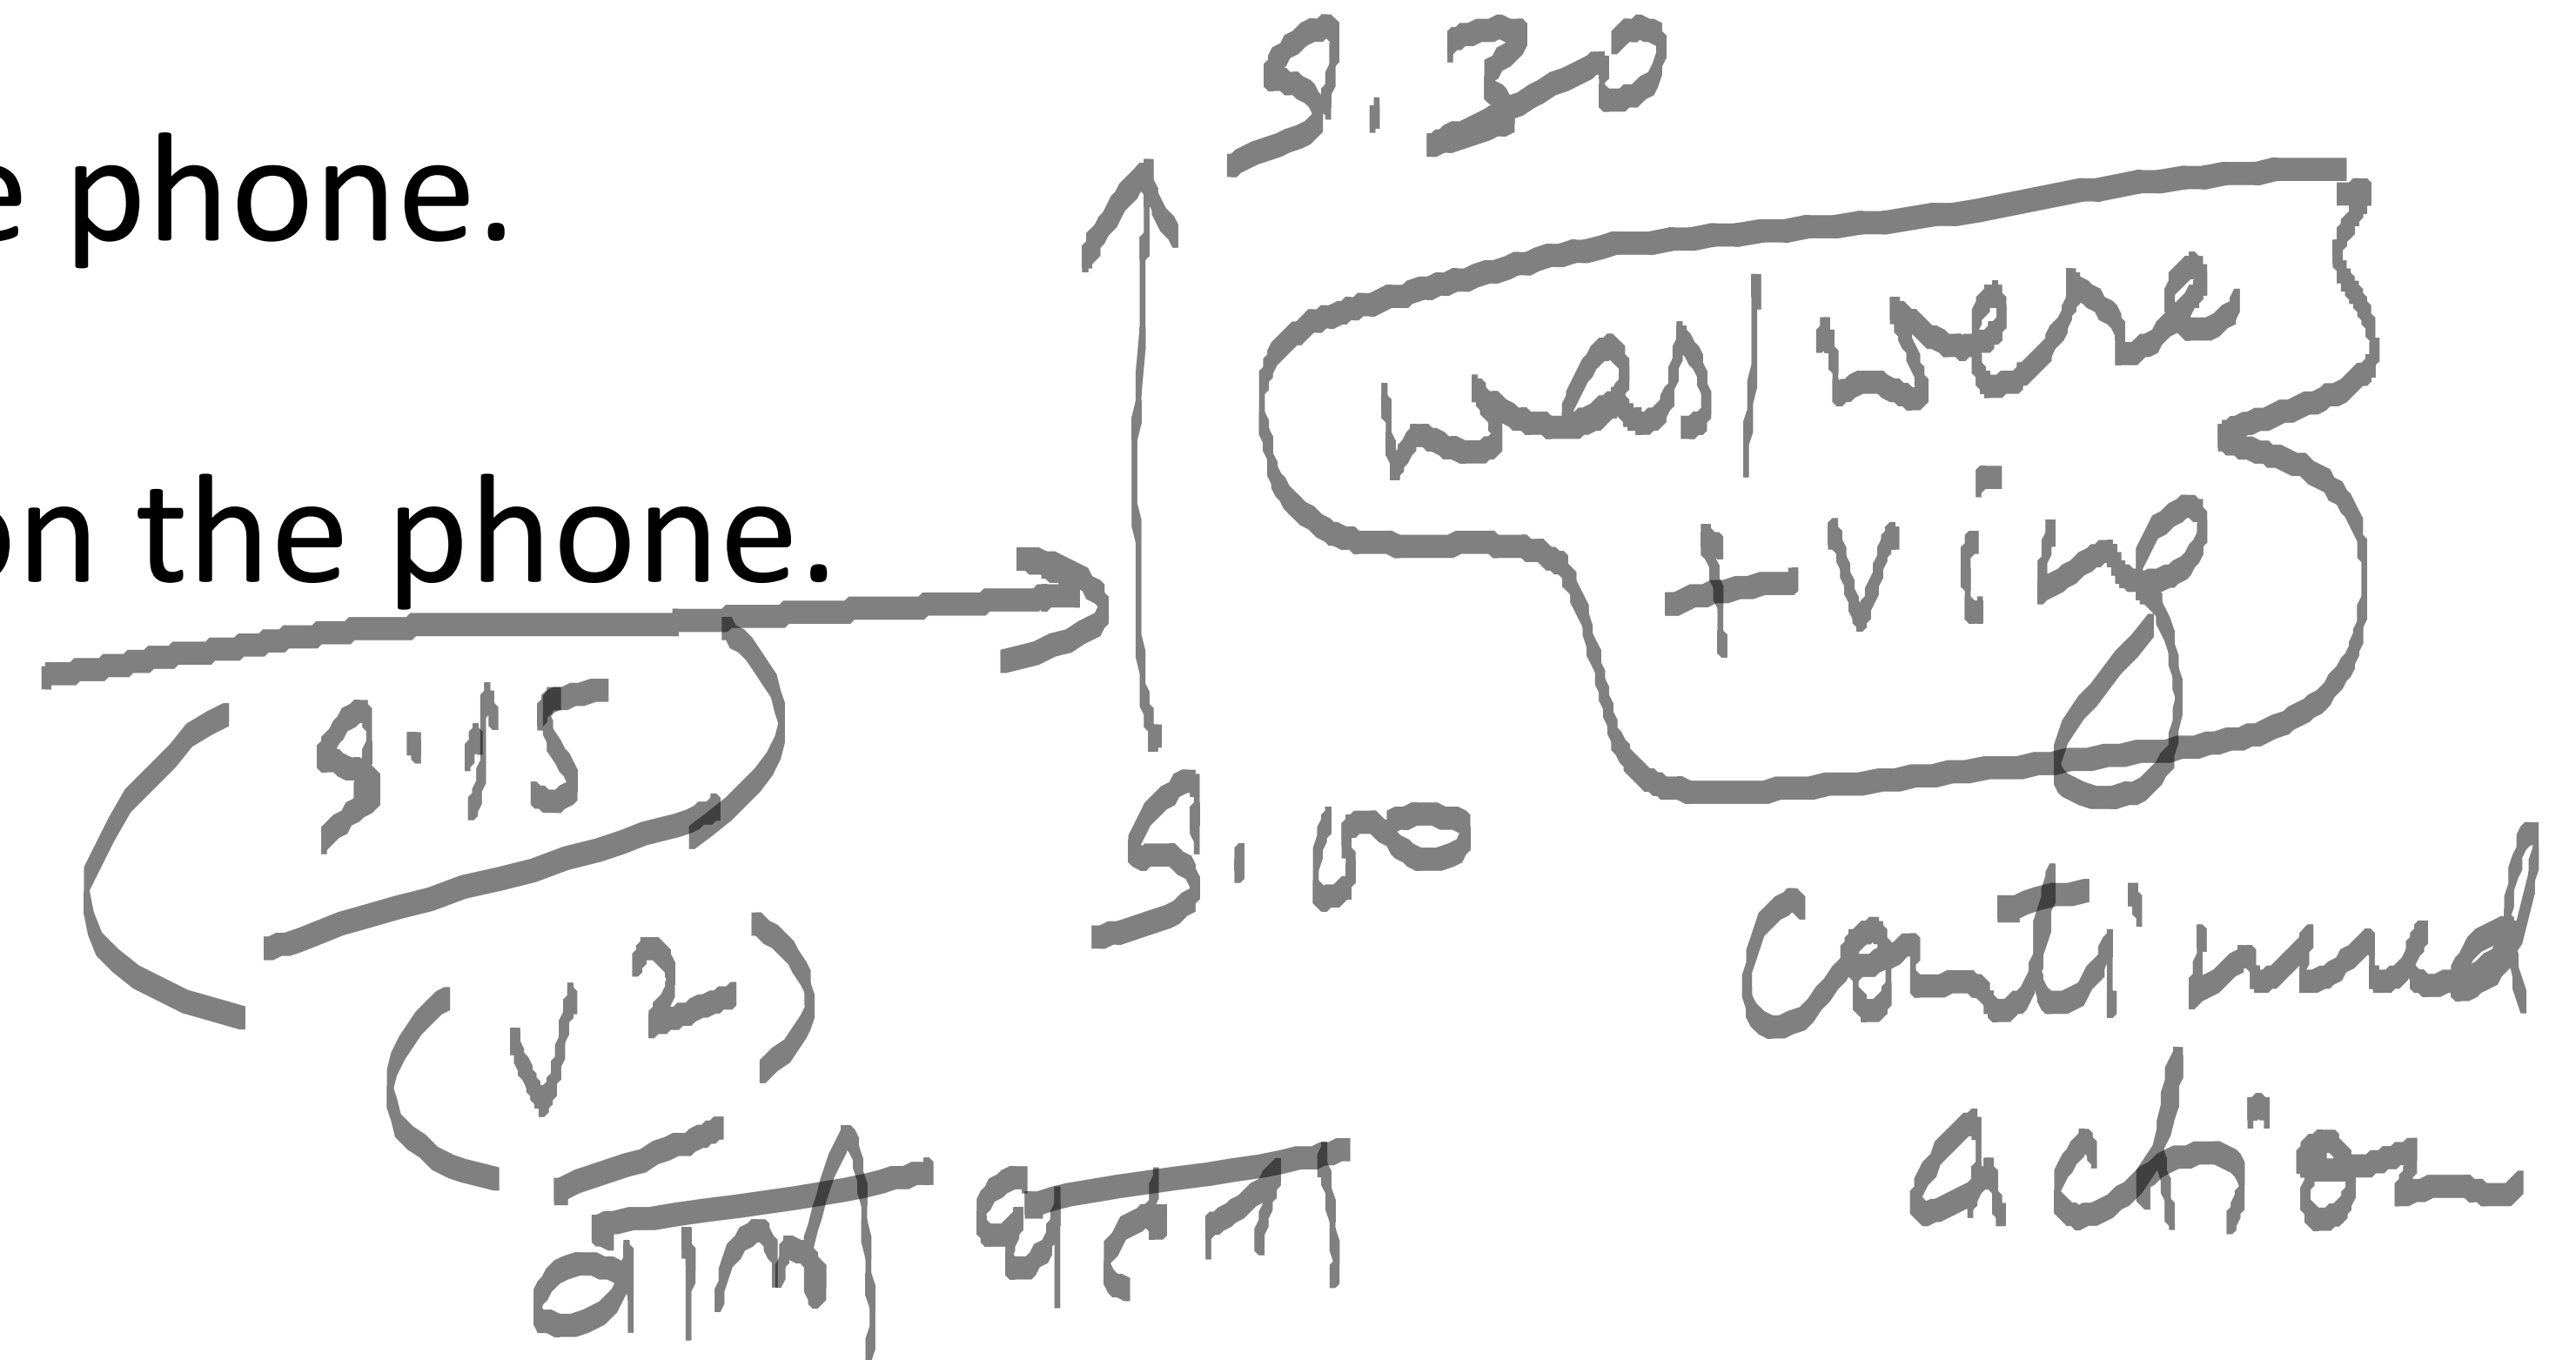 9.30
e phone.
was/were
on the phone.
+ ving
9.15
9.00
continued
(v2)
action